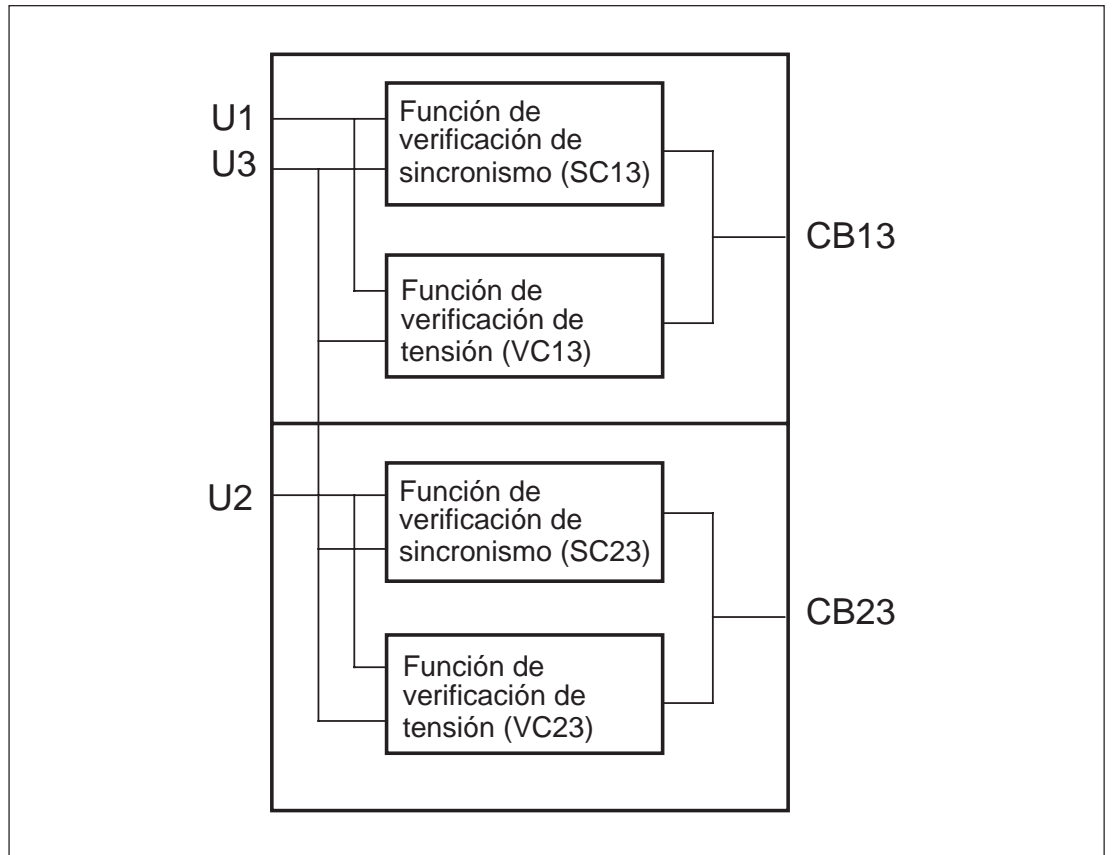 U1
U3
Función de
verificación de
sincronismo (SC13)
CB13
Función de
verificación de
tensión (VC13)
U2
Función de
verificación de
sincronismo (SC23)
CB23
Función de
verificación de
tensión (VC23)